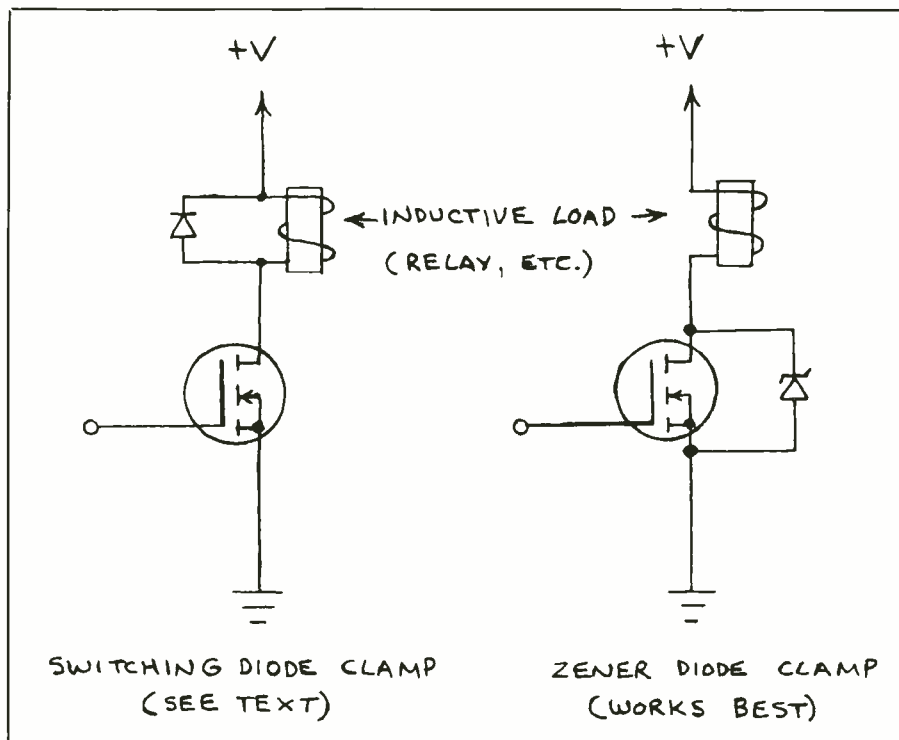 +V
+V
←INDUCTIVE LOAD→
(RELAY, ETC.)
SWITCHING DIODE CLAMP
(SEE TEXT)
ZENER DIODE CLAMP
(WORKS BEST)